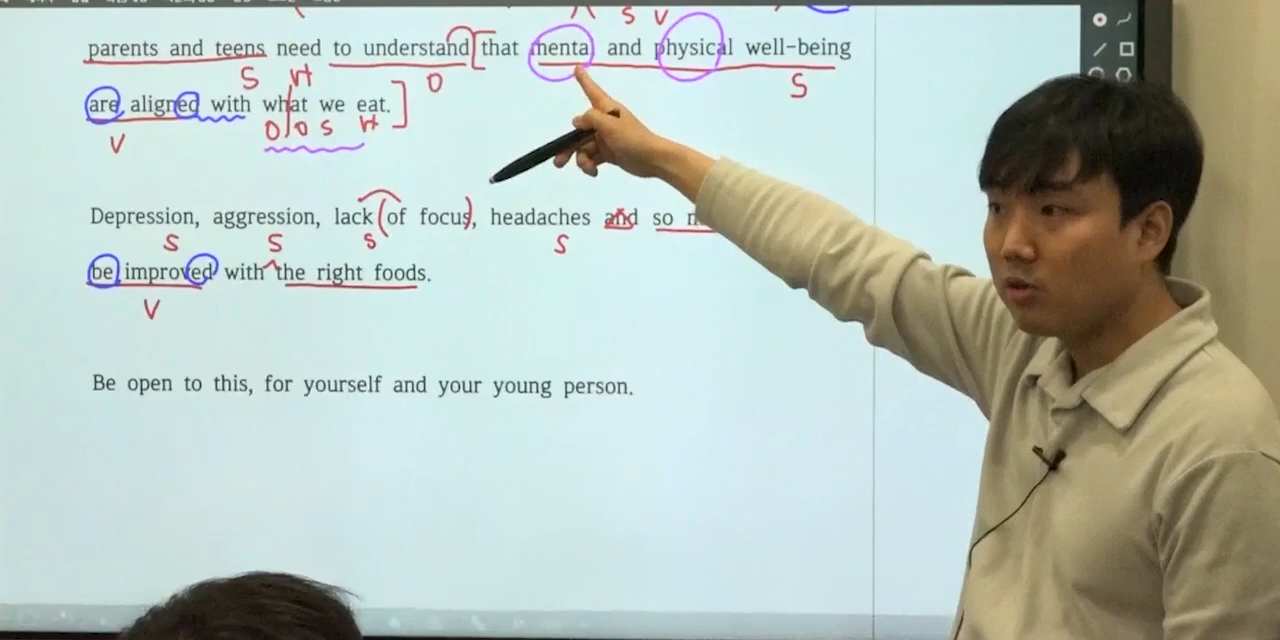 parents and teens need to understand that mental and physical well-being
S vt O S
are aligned with what we eat.
V O O S vt
Depression, aggression, lack of focus, headaches and so
S S S S
be improved with the right foods.
V
Be open to this, for yourself and your young person.